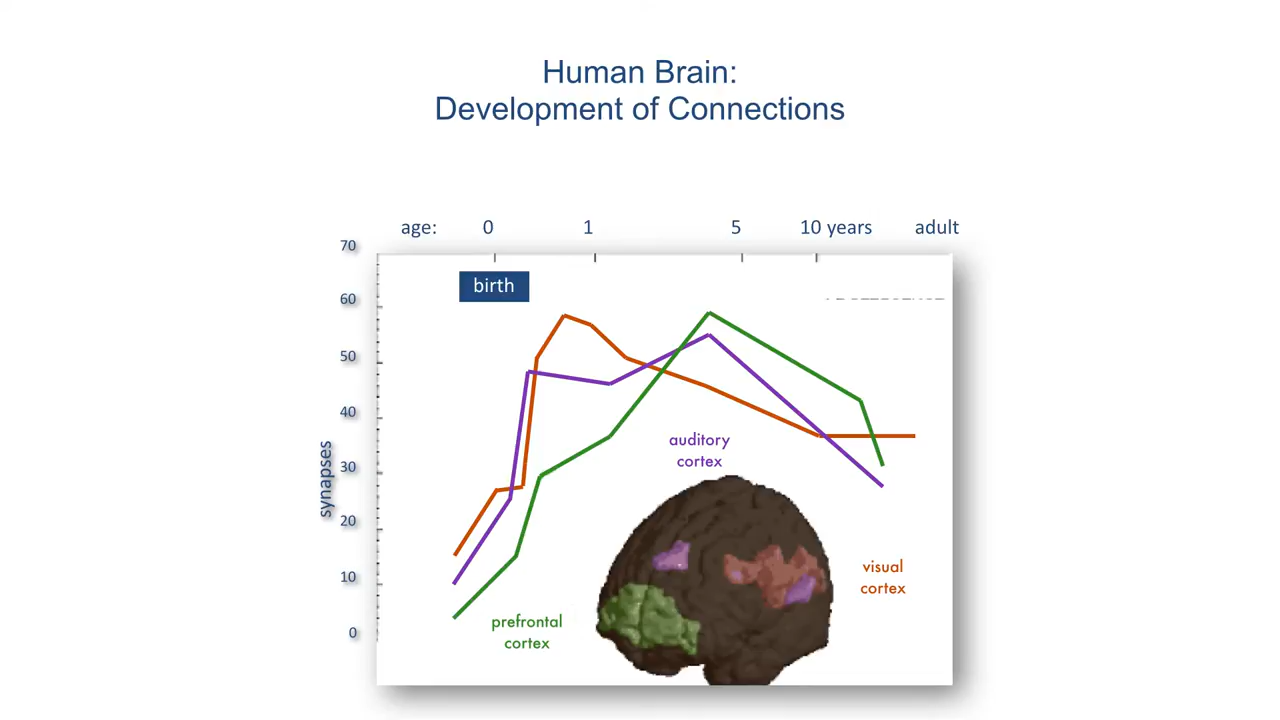 Human Brain:
Development of Connections
age: 0 1 5 10 years adult
70
birth
60
50
40
auditory
cortex
30
synapses
20
visual
cortex
10
prefrontal
cortex
0